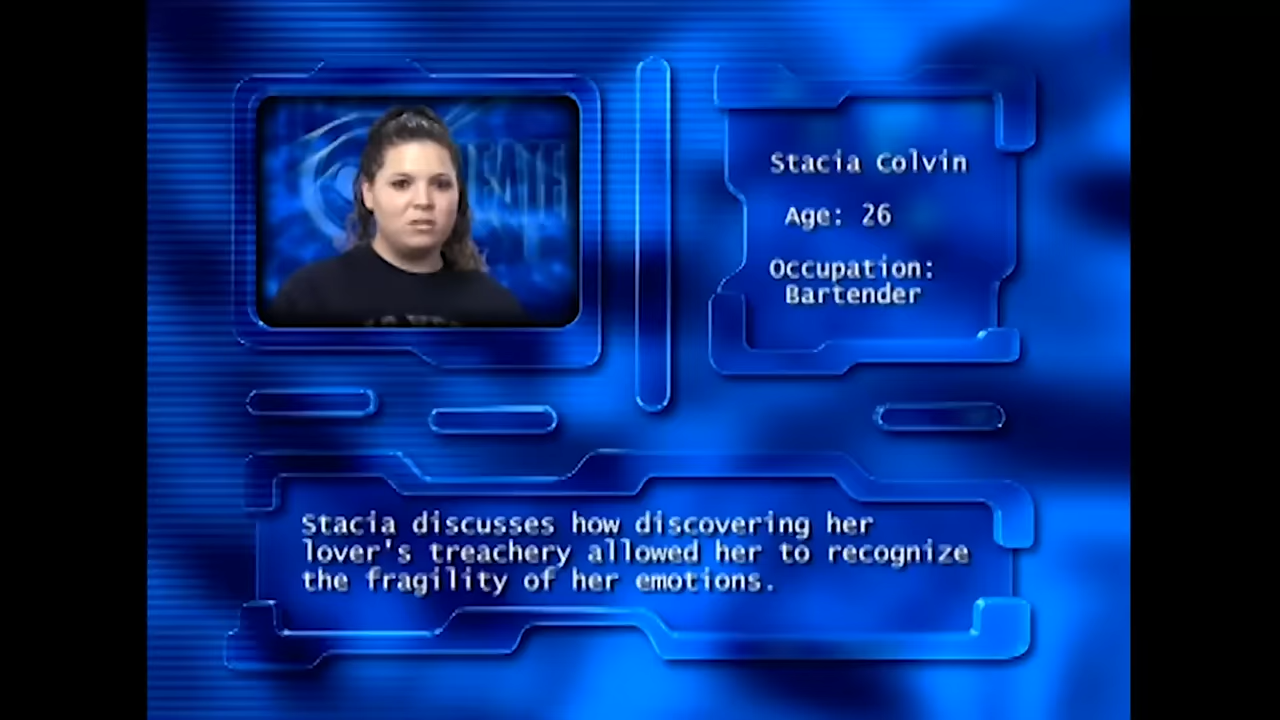 Stacia Colvin
Age: 26
Occupation:
Bartender
Stacia discusses how discovering her
lover's treachery allowed her to recognize
the fragility of her emotions.